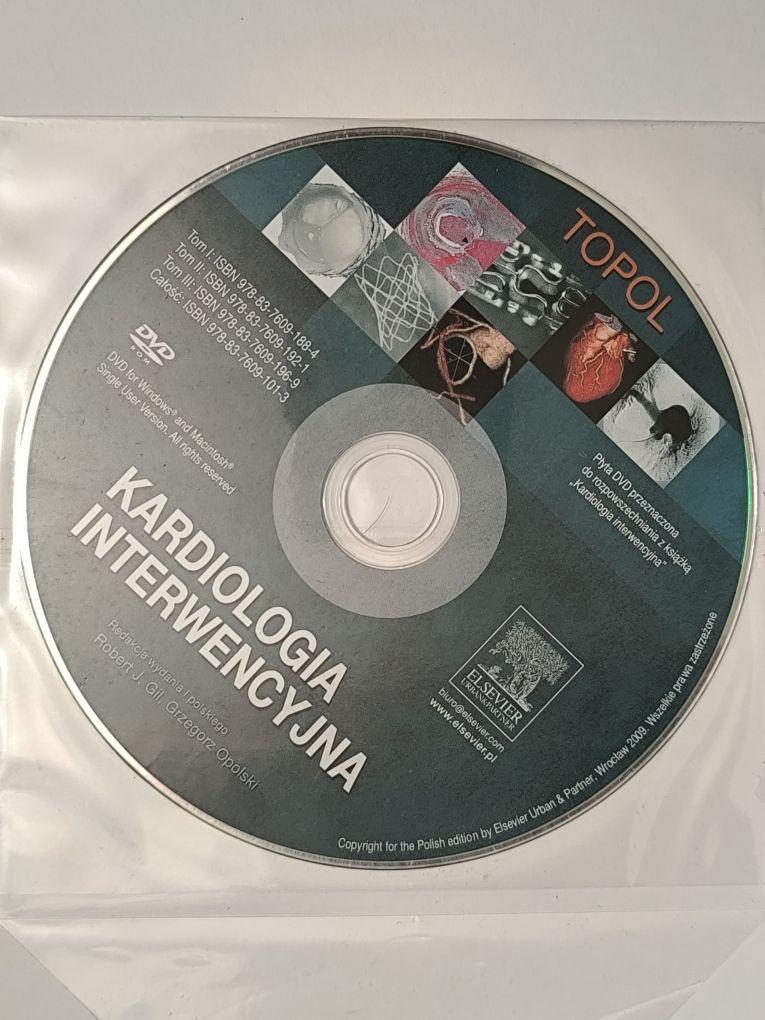 TOPOL
Tom I: ISBN 978-83-7609-188-4
Tom II: ISBN 978-83-7609-192-1
Tom III: ISBN 978-83-7609-196-9
Całość: ISBN 978-83-7609-101-3
DVD
ROM
DVD for Windows® and Macintosh®
Single User Version. All rights reserved
Płyta DVD przeznaczona
do rozpowszechniania z książką
„Kardiologia interwencyjna”
KARDIOLOGIA
INTERWENCYJNA
Redakcja wydania I polskiego
Robert J. Gil, Grzegorz Opolski
ELSEVIER
URBAN&PARTNER
biuro@elsevier.com
www.elsevier.pl
Copyright for the Polish edition by Elsevier Urban & Partner, Wrocław 2009. Wszelkie prawa zastrzeżone